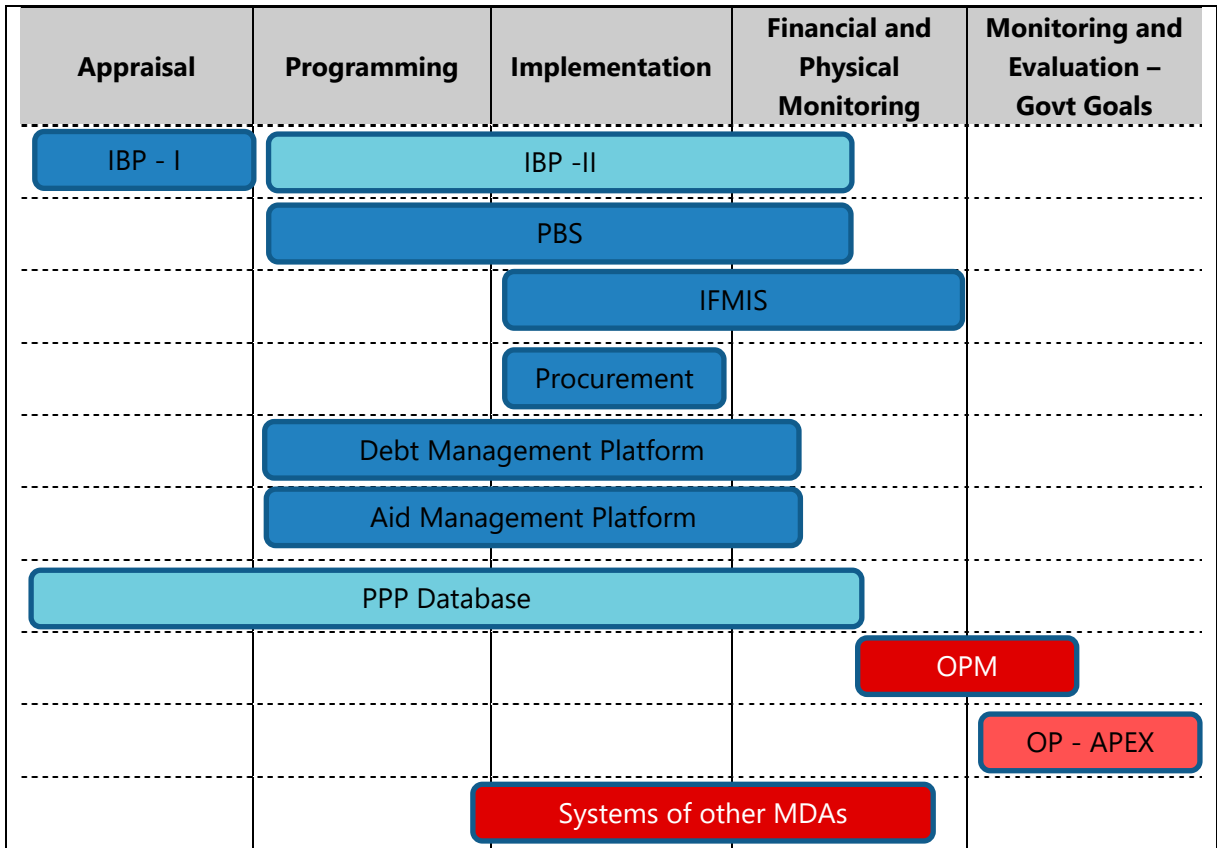 Appraisal
Programming
Implementation
Financial and
Physical
Monitoring
Monitoring and
Evaluation –
Govt Goals
IBP - I
IBP -II
PBS
IFMIS
Procurement
Debt Management Platform
Aid Management Platform
PPP Database
OPM
OP - APEX
Systems of other MDAs